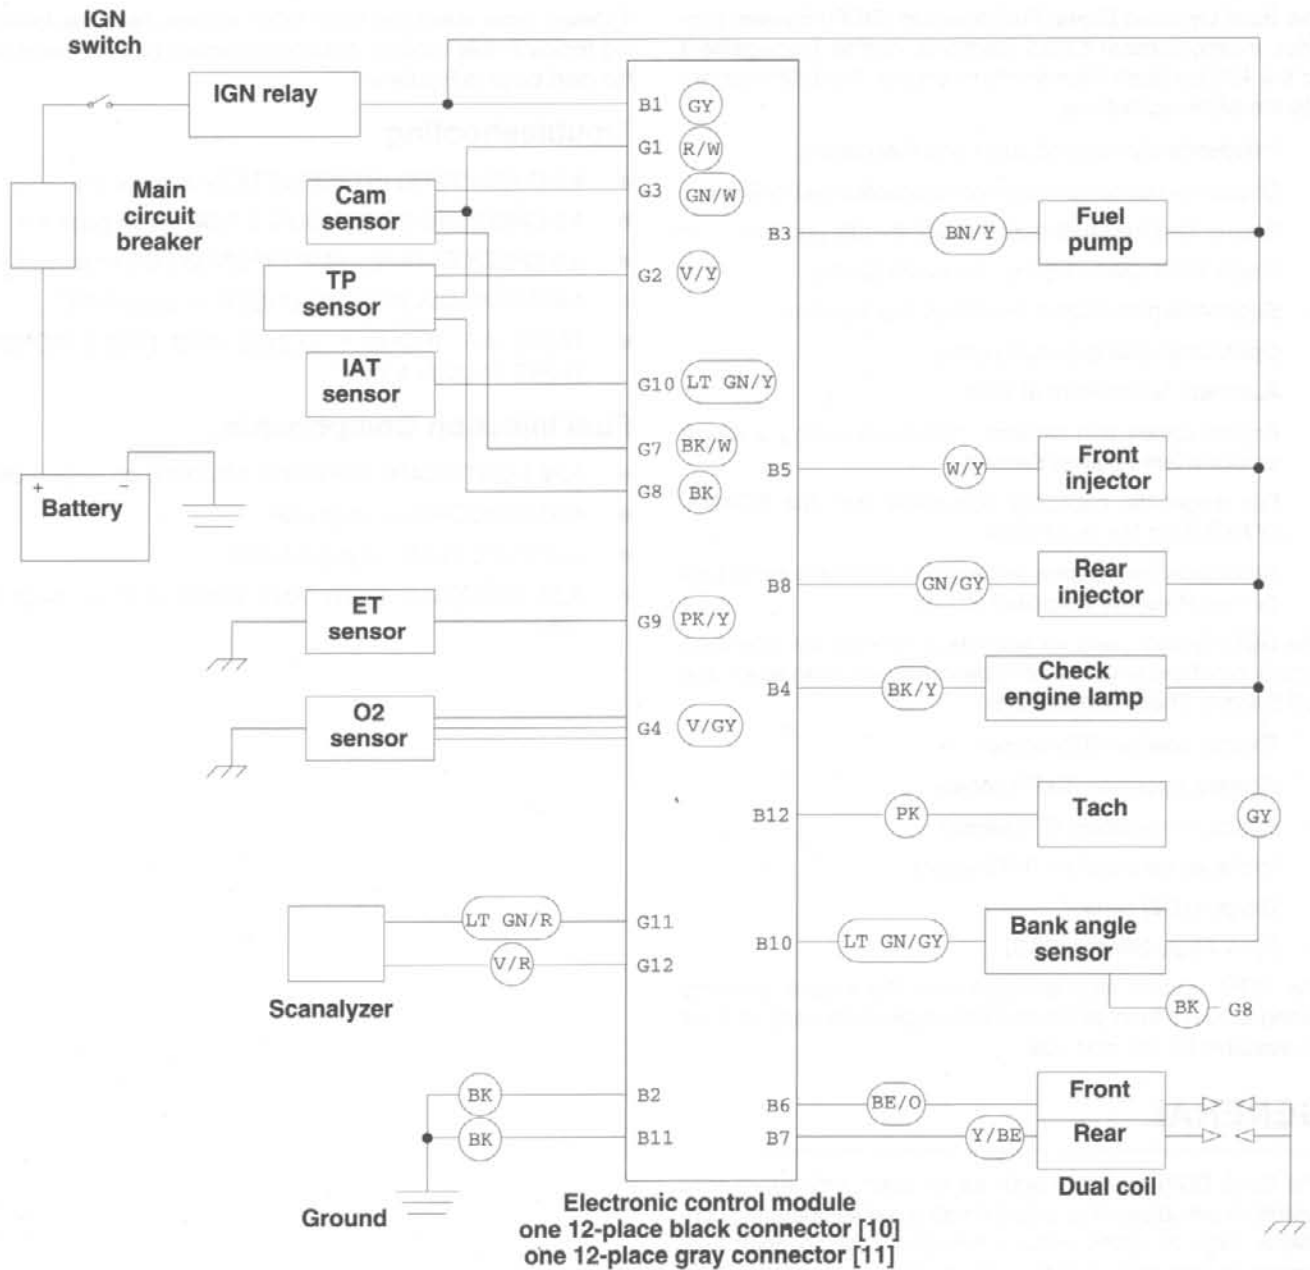 IGN
switch
IGN relay
Main
circuit
breaker
+ -
Battery
Cam
sensor
TP
sensor
IAT
sensor
ET
sensor
O2
sensor
Scanalyzer
LT GN/R
V/R
BK
BK
Ground
B1 GY
G1 R/W
G3 GN/W
G2 V/Y
G10 LT GN/Y
G7 BK/W
G8 BK
G9 PK/Y
G4 V/GY
G11
G12
B2
B11
B3 BN/Y
Fuel
pump
B5 W/Y
Front
injector
B8 GN/GY
Rear
injector
B4 BK/Y
Check
engine lamp
B12 PK
Tach
GY
B10 LT GN/GY
Bank angle
sensor
BK G8
B6 BE/O
Front
B7 Y/BE
Rear
Dual coil
Electronic control module
one 12-place black connector [10]
one 12-place gray connector [11]